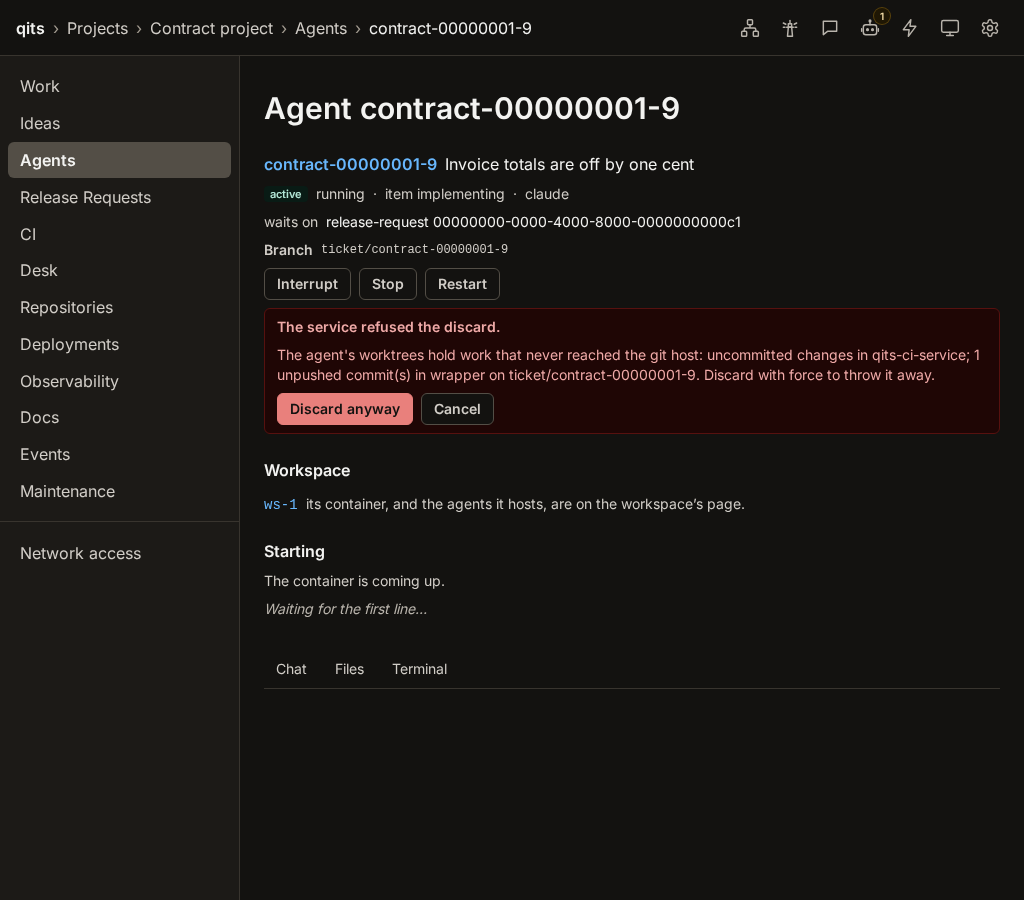 qits › Projects › Contract project › Agents › contract-00000001-9
1
Work
Ideas
Agents
Release Requests
CI
Desk
Repositories
Deployments
Observability
Docs
Events
Maintenance
Network access
Agent contract-00000001-9
contract-00000001-9 Invoice totals are off by one cent
active running · item implementing · claude
waits on release-request 00000000-0000-4000-8000-0000000000c1
Branch ticket/contract-00000001-9
Interrupt Stop Restart
The service refused the discard.
The agent's worktrees hold work that never reached the git host: uncommitted changes in qits-ci-service; 1
unpushed commit(s) in wrapper on ticket/contract-00000001-9. Discard with force to throw it away.
Discard anyway Cancel
Workspace
ws-1 its container, and the agents it hosts, are on the workspace’s page.
Starting
The container is coming up.
Waiting for the first line…
Chat Files Terminal